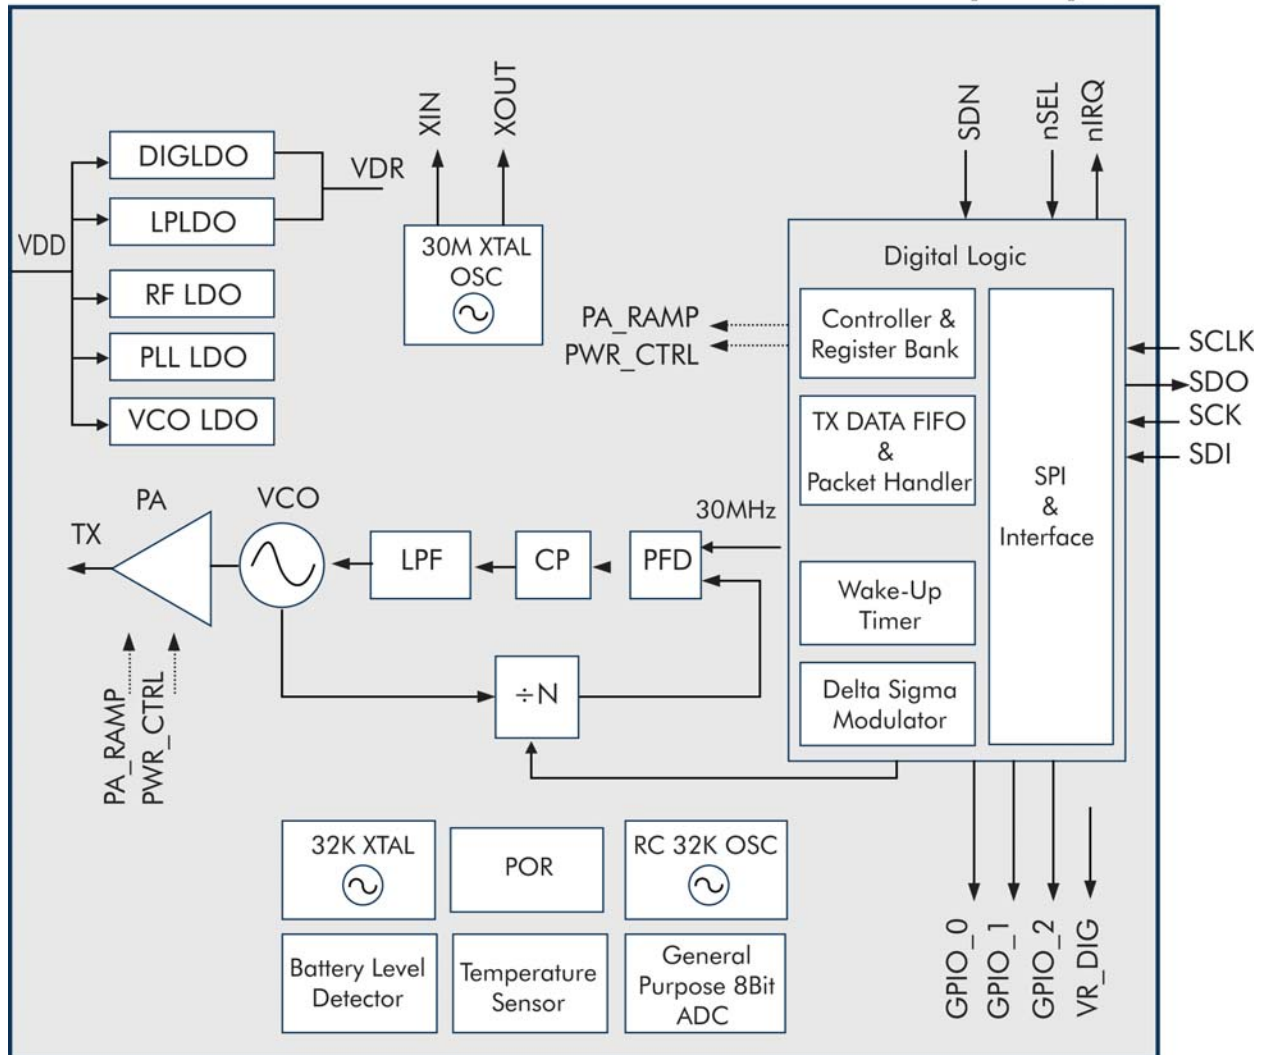 XIN
XOUT
SDN
nSEL
nIRQ
DIGLDO
VDR
LPLDO
VDD
RF LDO
PLL LDO
VCO LDO
30M XTAL
OSC
Digital Logic
PA_RAMP
PWR_CTRL
Controller &
Register Bank
SCLK
SDO
SCK
SDI
TX DATA FIFO
&
Packet Handler
SPI
&
Interface
PA
VCO
TX
LPF
CP
PFD
30MHz
Wake-Up
Timer
÷N
Delta Sigma
Modulator
PA_RAMP
PWR_CTRL
32K XTAL
POR
RC 32K OSC
Battery Level
Detector
Temperature
Sensor
General
Purpose 8Bit
ADC
GPIO_0
GPIO_1
GPIO_2
VR_DIG